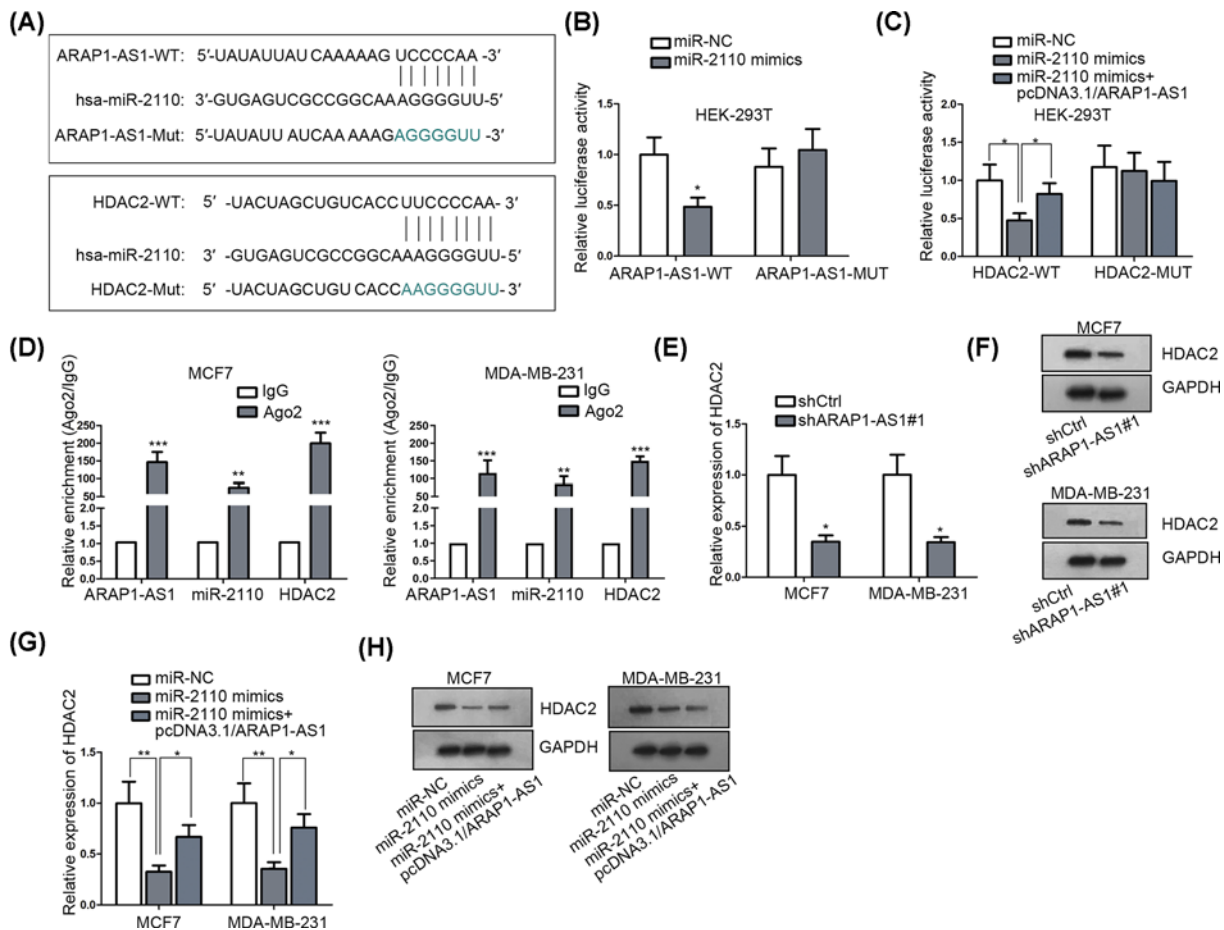 (A)
ARAP1-AS1-WT: 5′-UAUAUUAUCAAAAAG UCCCCAA -3′
hsa-miR-2110: 3′-GUGAGUCGCCGGCAAAGGGGUU-5′
ARAP1-AS1-Mut: 5′-UAUAUU AUCAA AAAGAGGGGUU -3′
HDAC2-WT: 5′ -UACUAGCUGUCACCUUCCCCAA- 3′
hsa-miR-2110: 3′ -GUGAGUCGCCGGCAAAGGGGUU-5′
HDAC2-Mut: 5′ -UACUAGCUGU CACCAAGGGGUU- 3′
(B)
miR-NC
miR-2110 mimics
Relative luciferase activity
HEK-293T
1.5
1.0
0.5
0.0
*
ARAP1-AS1-WT
ARAP1-AS1-MUT
(C)
miR-NC
miR-2110 mimics
miR-2110 mimics+
pcDNA3.1/ARAP1-AS1
Relative luciferase activity
HEK-293T
2.0
1.5
1.0
0.5
0.0
* *
HDAC2-WT
HDAC2-MUT
(D)
Relative enrichment (Ago2/IgG)
MCF7
IgG
Ago2
250
200
150
100
50
2.0
1.5
1.0
0.5
0.0
*** ** ***
ARAP1-AS1 miR-2110 HDAC2
Relative enrichment (Ago2/IgG)
MDA-MB-231
IgG
Ago2
250
200
150
100
50
2.0
1.5
1.0
0.5
0.0
*** ** ***
ARAP1-AS1 miR-2110 HDAC2
(E)
Relative expression of HDAC2
shCtrl
shARAP1-AS1#1
1.5
1.0
0.5
0.0
* *
MCF7 MDA-MB-231
(F)
MCF7
HDAC2
GAPDH
shCtrl
shARAP1-AS1#1
MDA-MB-231
HDAC2
GAPDH
shCtrl
shARAP1-AS1#1
(G)
miR-NC
miR-2110 mimics
miR-2110 mimics+
pcDNA3.1/ARAP1-AS1
Relative expression of HDAC2
1.5
1.0
0.5
0.0
** * ** *
MCF7 MDA-MB-231
(H)
MCF7
HDAC2
GAPDH
miR-NC
miR-2110 mimics
miR-2110 mimics+
pcDNA3.1/ARAP1-AS1
MDA-MB-231
HDAC2
GAPDH
miR-NC
miR-2110 mimics
miR-2110 mimics+
pcDNA3.1/ARAP1-AS1